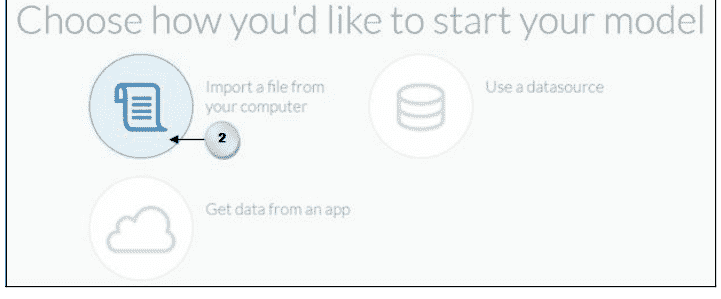 Choose how you'd like to start your model
Import a file from
your computer
Use a datasource
2
Get data from an app